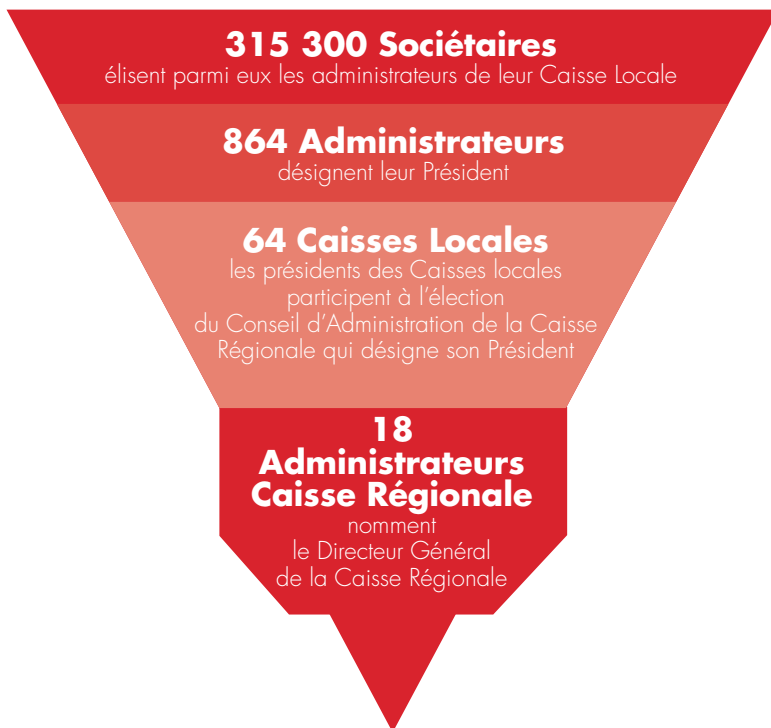 315 300 Sociétaires
élisent parmi eux les administrateurs de leur Caisse Locale
864 Administrateurs
désignent leur Président
64 Caisses Locales
les présidents des Caisses locales
participent à l’élection
du Conseil d’Administration de la Caisse
Régionale qui désigne son Président
18
Administrateurs
Caisse Régionale
nomment
le Directeur Général
de la Caisse Régionale